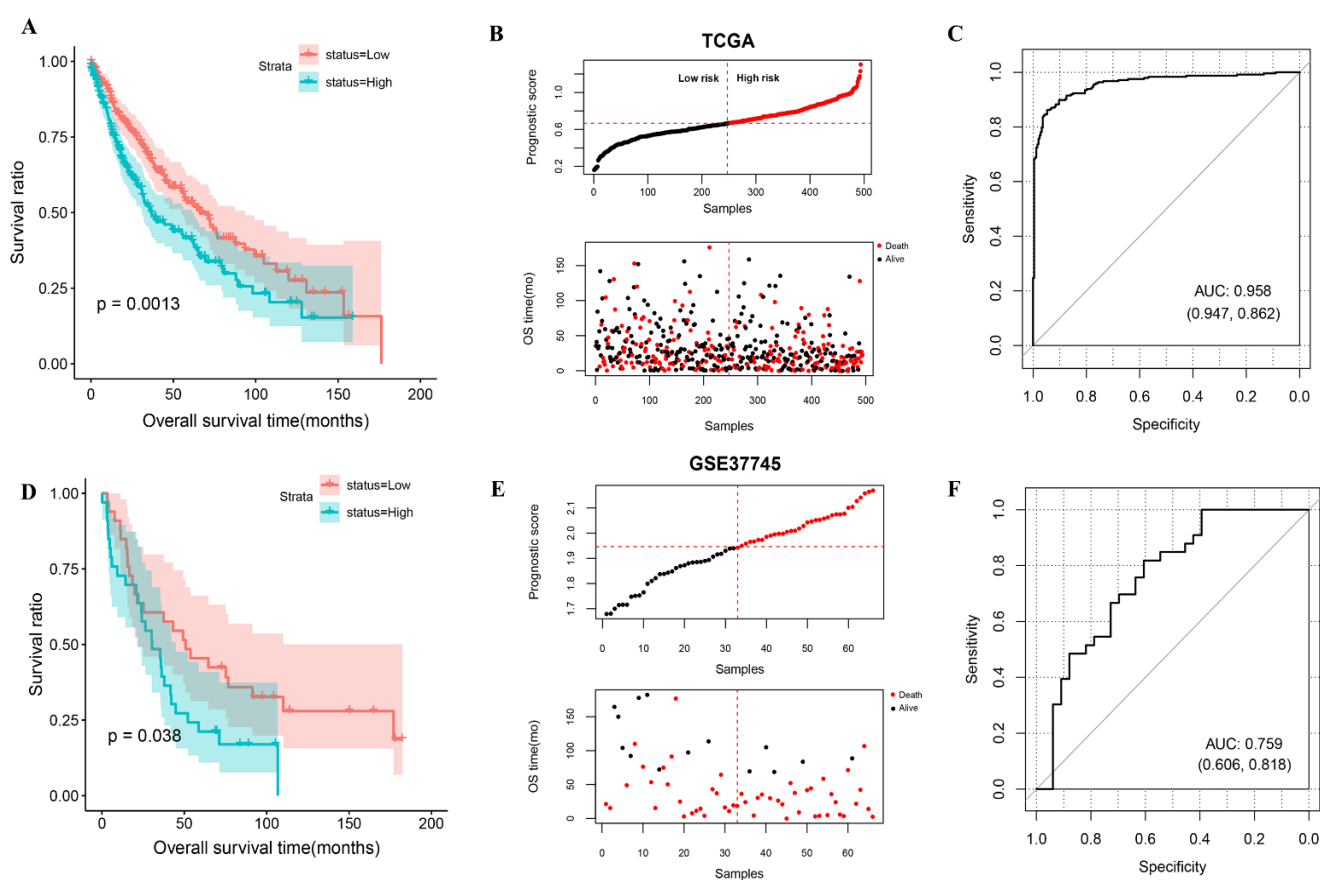 A
Strata
status=Low
status=High
1.00
0.75
0.50
0.25
0.00
p = 0.0013
0 50 100 150 200
Survival ratio
Overall survival time(months)
B
TCGA
Low risk High risk
Prognostic score
0.2 0.6 1.0
0 100 200 300 400 500
Samples
Death
Alive
OS time(mo)
0 50 100 150
0 100 200 300 400 500
Samples
C
Sensitivity
0.0 0.2 0.4 0.6 0.8 1.0
AUC: 0.958
(0.947, 0.862)
1.0 0.8 0.6 0.4 0.2 0.0
Specificity
D
Strata
status=Low
status=High
1.00
0.75
0.50
0.25
0.00
p = 0.038
0 50 100 150 200
Survival ratio
Overall survival time(months)
E
GSE37745
Prognostic score
1.7 1.8 1.9 2.0 2.1
0 10 20 30 40 50 60
Samples
Death
Alive
OS time(mo)
0 50 100 150
0 10 20 30 40 50 60
Samples
F
Sensitivity
0.0 0.2 0.4 0.6 0.8 1.0
AUC: 0.759
(0.606, 0.818)
1.0 0.8 0.6 0.4 0.2 0.0
Specificity